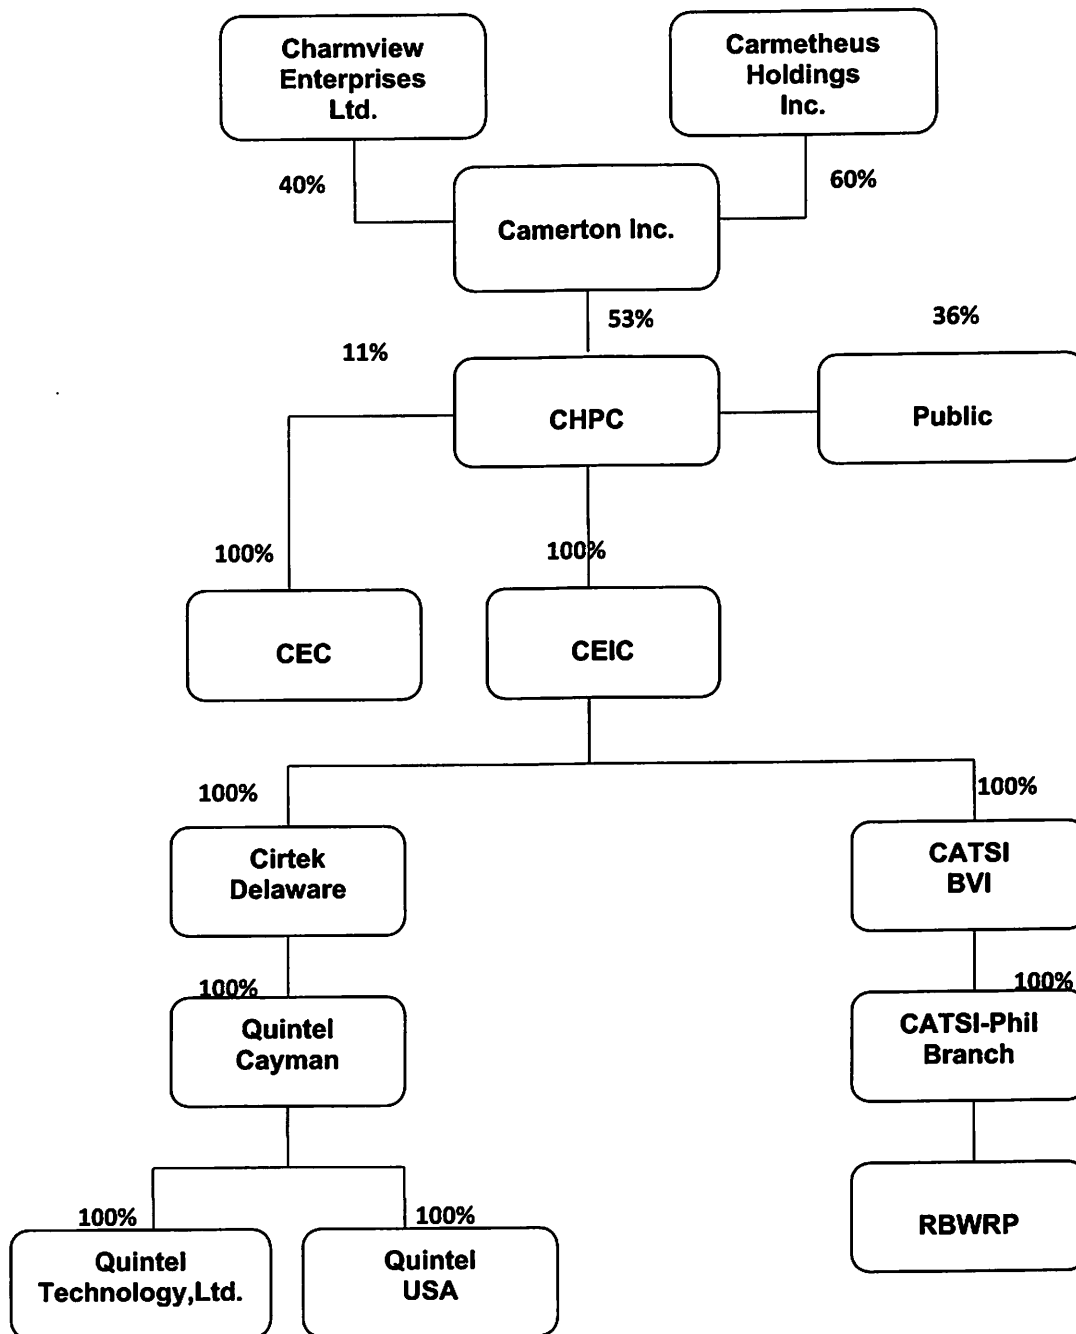 Charmview
Enterprises
Ltd.
Carmetheus
Holdings
Inc.
40%
60%
Camerton Inc.
53%
36%
11%
CHPC
Public
100%
100%
CEC
CEIC
100%
100%
Cirtek
Delaware
CATSI
BVI
100%
100%
Quintel
Cayman
CATSI-Phil
Branch
100%
100%
RBWRP
Quintel
Technology,Ltd.
Quintel
USA